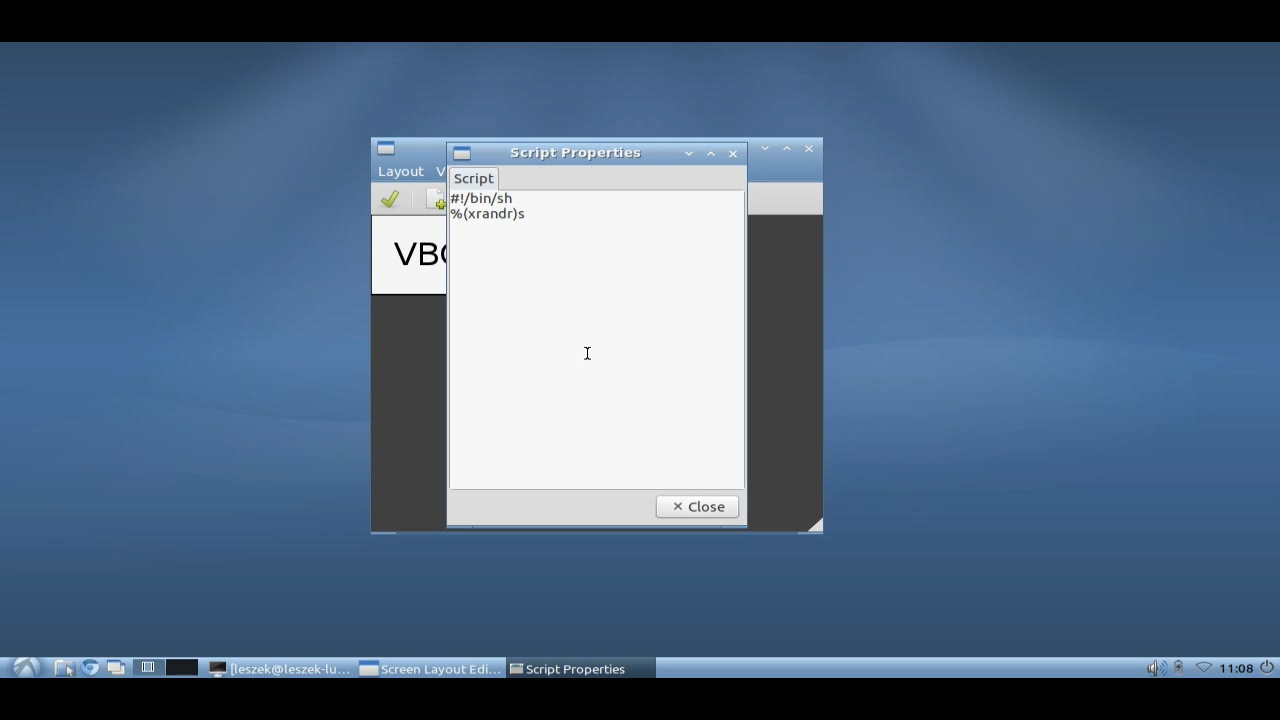 Script Properties
Layout V
Script
#!/bin/sh
%(xrandr)s
VB
Close
[leszek@leszek-lu...
Screen Layout Edi...
Script Properties
11:08